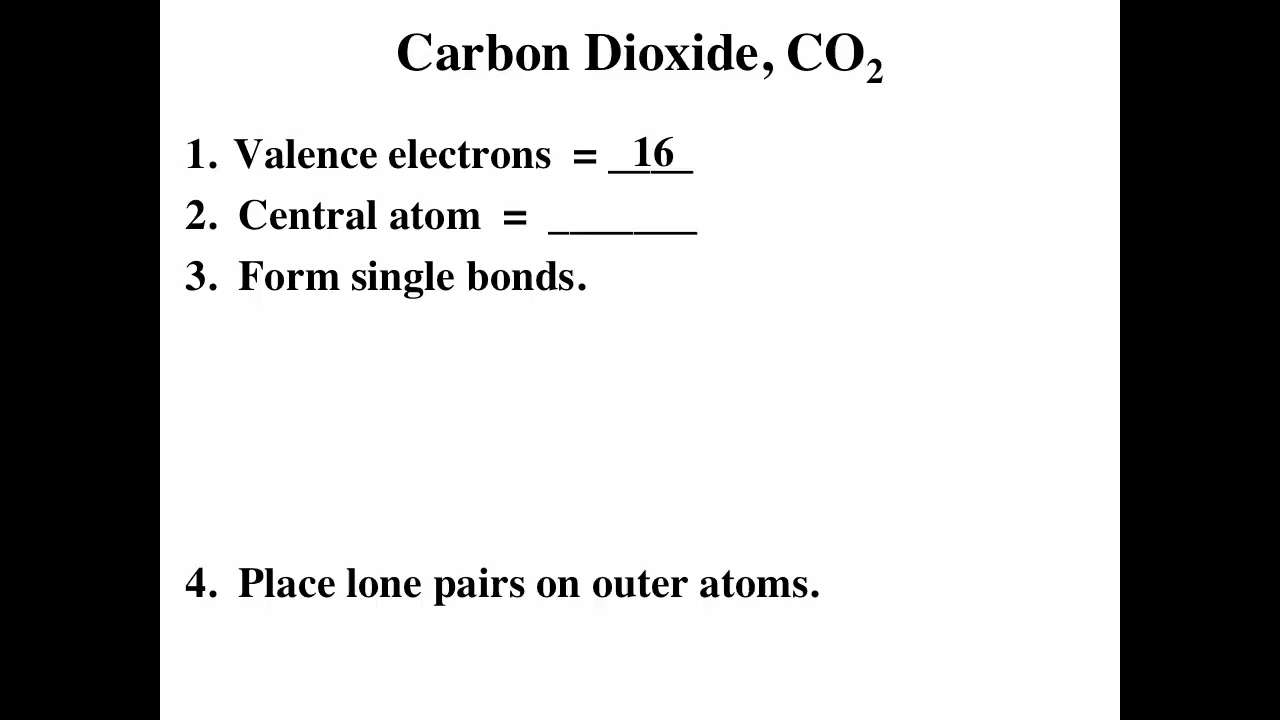 Carbon Dioxide, CO₂
1. Valence electrons = __16__
2. Central atom = _______
3. Form single bonds.
4. Place lone pairs on outer atoms.